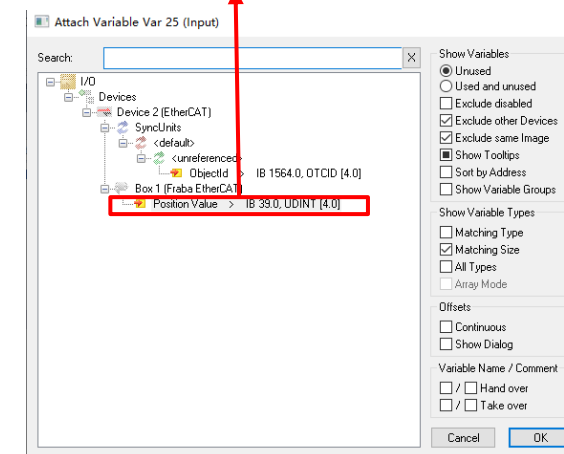 Attach Variable Var 25 (Input)
Search:
X
I/O
Devices
Device 2 (EtherCAT)
SyncUnits
<default>
<unreferenced>
ObjectId > IB 1564.0, OTCID [4.0]
Box 1 (Fraba EtherCAT)
Position Value > IB 39.0, UDINT [4.0]
Show Variables
Unused
Used and unused
Exclude disabled
Exclude other Devices
Exclude same Image
Show Tooltips
Sort by Address
Show Variable Groups
Show Variable Types
Matching Type
Matching Size
All Types
Array Mode
Offsets
Continuous
Show Dialog
Variable Name / Comment
/ Hand over
/ Take over
Cancel
OK